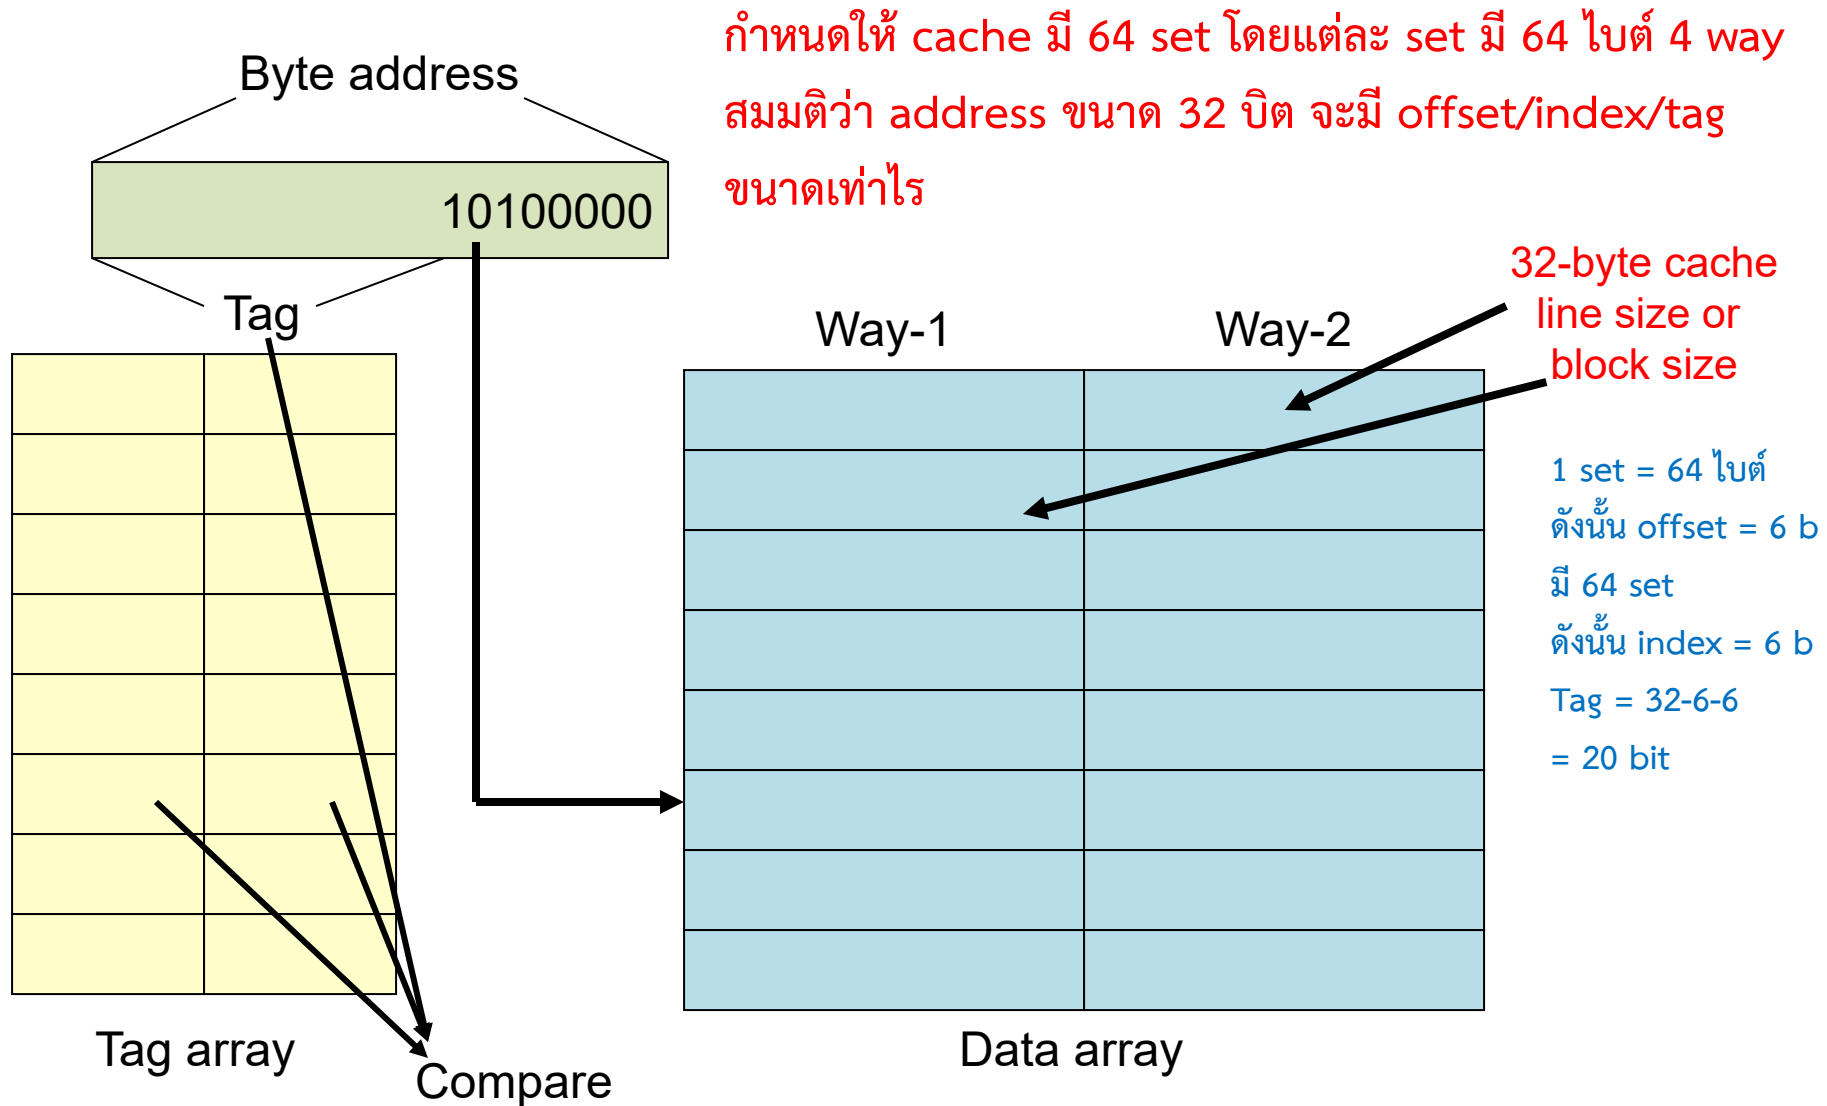 กำหนดให้ cache มี 64 set โดยแต่ละ set มี 64 ไบต์ 4 way
สมมติว่า address ขนาด 32 บิต จะมี offset/index/tag
ขนาดเท่าไร
Byte address
10100000
Tag
Way-1
Way-2
32-byte cache
line size or
block size
1 set = 64 ไบต์
ดังนั้น offset = 6 b
มี 64 set
ดังนั้น index = 6 b
Tag = 32-6-6
= 20 bit
Tag array
Data array
Compare